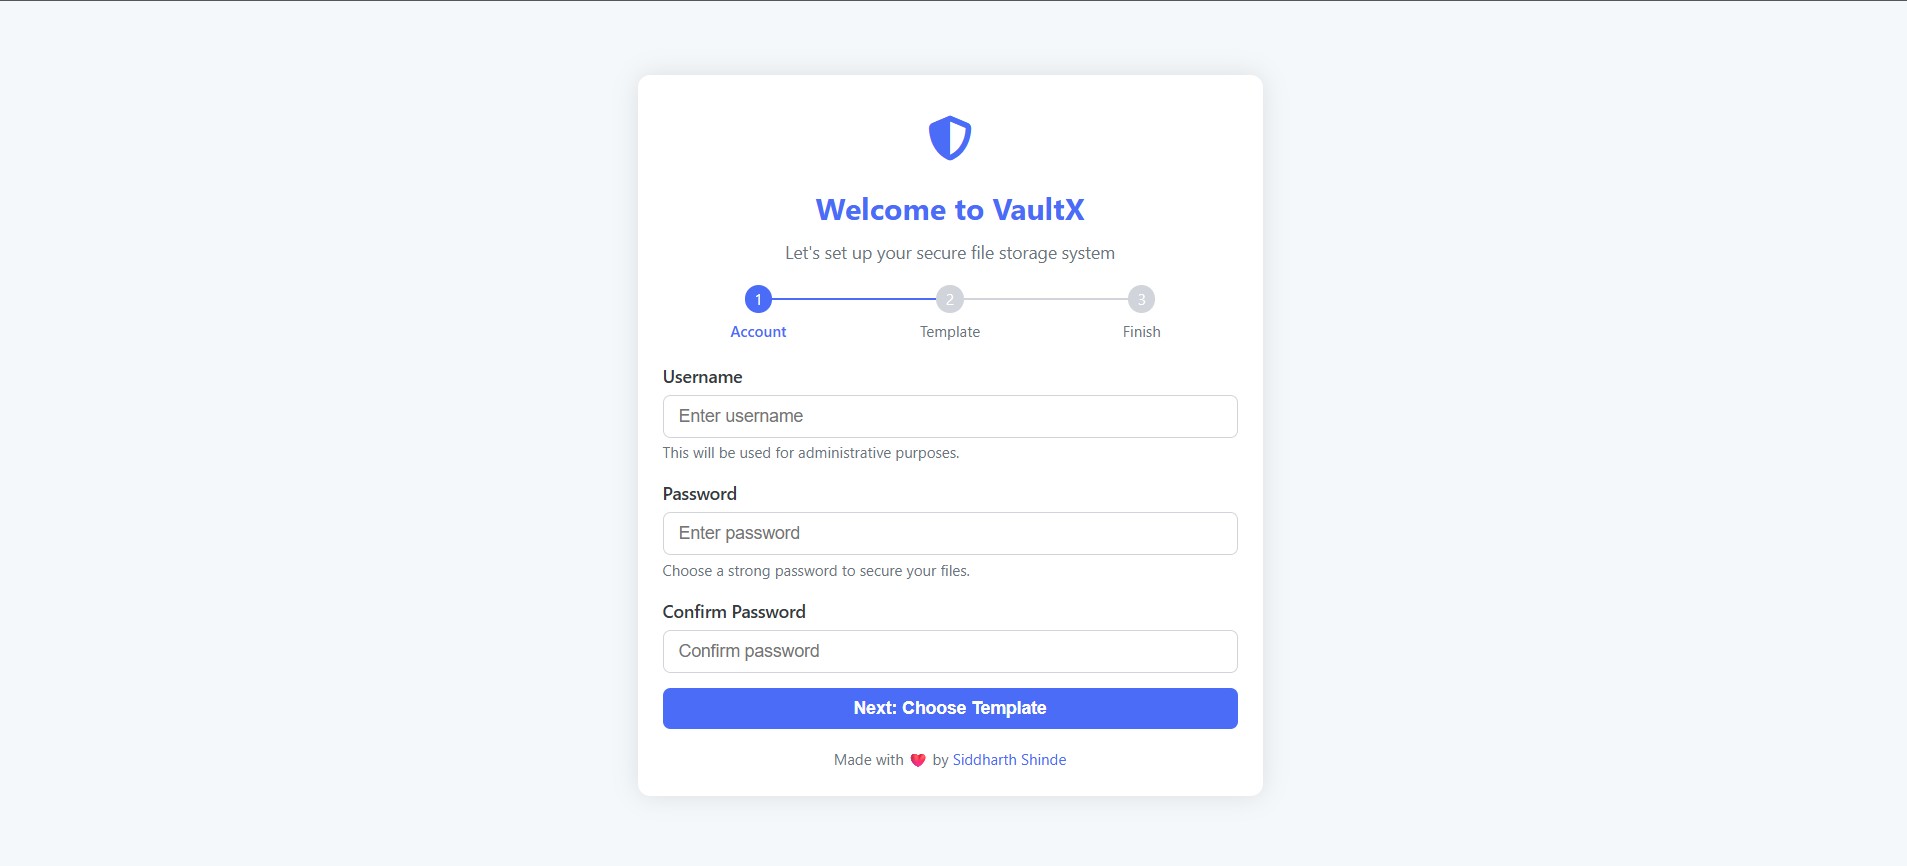 Welcome to VaultX
Let's set up your secure file storage system
1 2 3
Account Template Finish
Username
Enter username
This will be used for administrative purposes.
Password
Enter password
Choose a strong password to secure your files.
Confirm Password
Confirm password
Next: Choose Template
Made with ❤️ by Siddharth Shinde